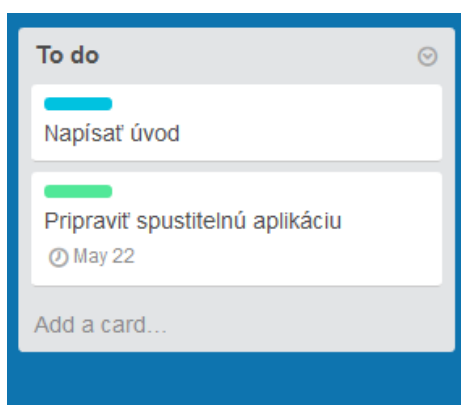 To do
Napísať úvod
Pripraviť spustitelnú aplikáciu
May 22
Add a card...